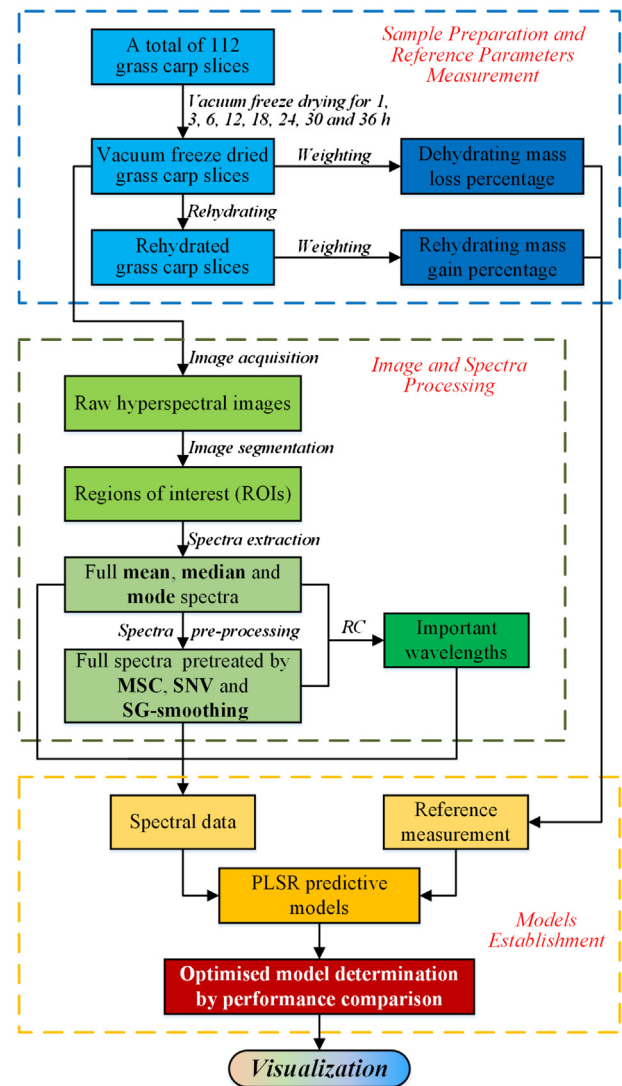 A total of 112
grass carp slices
Sample Preparation and
Reference Parameters
Measurement
Vacuum freeze drying for 1,
3, 6, 12, 18, 24, 30 and 36 h
Vacuum freeze dried
grass carp slices
Weighting
Dehydrating mass
loss percentage
Rehydrating
Rehydrated
grass carp slices
Weighting
Rehydrating mass
gain percentage
Image acquisition
Image and Spectra
Processing
Raw hyperspectral images
Image segmentation
Regions of interest (ROIs)
Spectra extraction
Full mean, median and
mode spectra
Spectra pre-processing
RC
Important
wavelengths
Full spectra pretreated by
MSC, SNV and
SG-smoothing
Spectral data
Reference
measurement
PLSR predictive
models
Models
Establishment
Optimised model determination
by performance comparison
Visualization